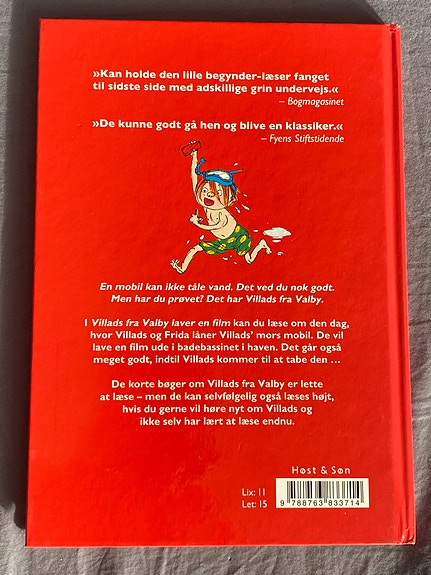 »Kan holde den lille begynder-læser fanget
til sidste side med adskillige grin undervejs.«
– Bogmagasinet
»De kunne godt gå hen og blive en klassiker.«
– Fyens Stiftstidende
En mobil kan ikke tåle vand. Det ved du nok godt.
Men har du prøvet? Det har Villads fra Valby.
I Villads fra Valby laver en film kan du læse om den dag,
hvor Villads og Frida låner Villads’ mors mobil. De vil
lave en film ude i badebassinet i haven. Det går også
meget godt, indtil Villads kommer til at tabe den …
De korte bøger om Villads fra Valby er lette
at læse – men de kan selvfølgelig også læses højt,
hvis du gerne vil høre nyt om Villads og
ikke selv har lært at læse endnu.
Høst & Søn
Lix: 11
Let: 15
9 788763 833714